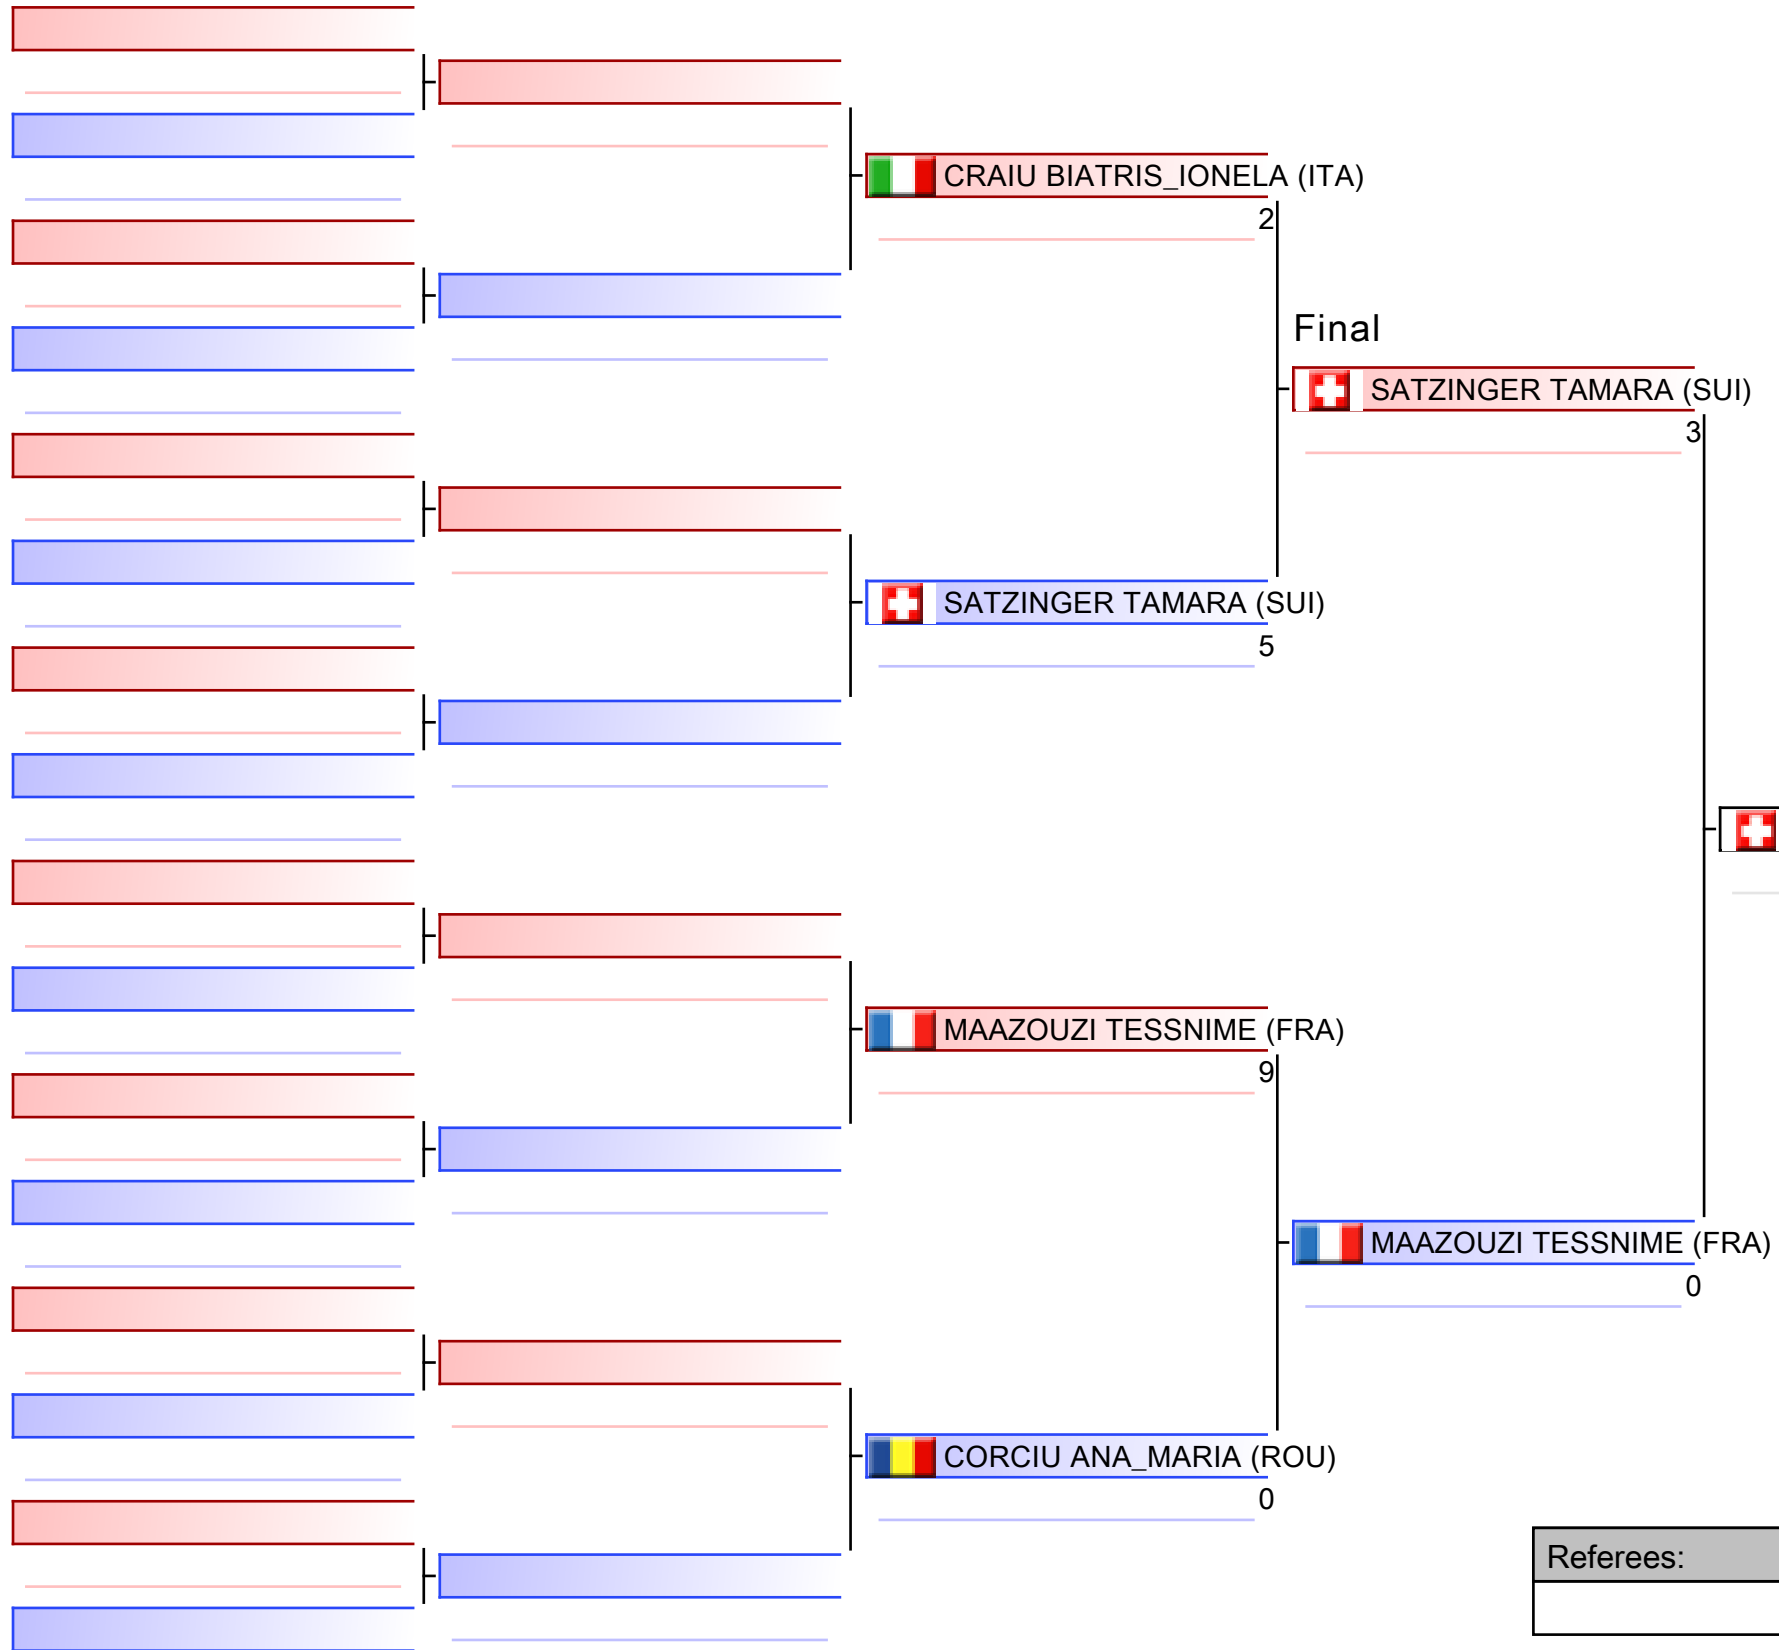 CRAIU BIATRIS_IONELA (ITA)
2
Final
SATZINGER TAMARA (SUI)
3
SATZINGER TAMARA (SUI)
5
MAAZOUZI TESSNIME (FRA)
9
MAAZOUZI TESSNIME (FRA)
0
CORCIU ANA_MARIA (ROU)
0
Referees: